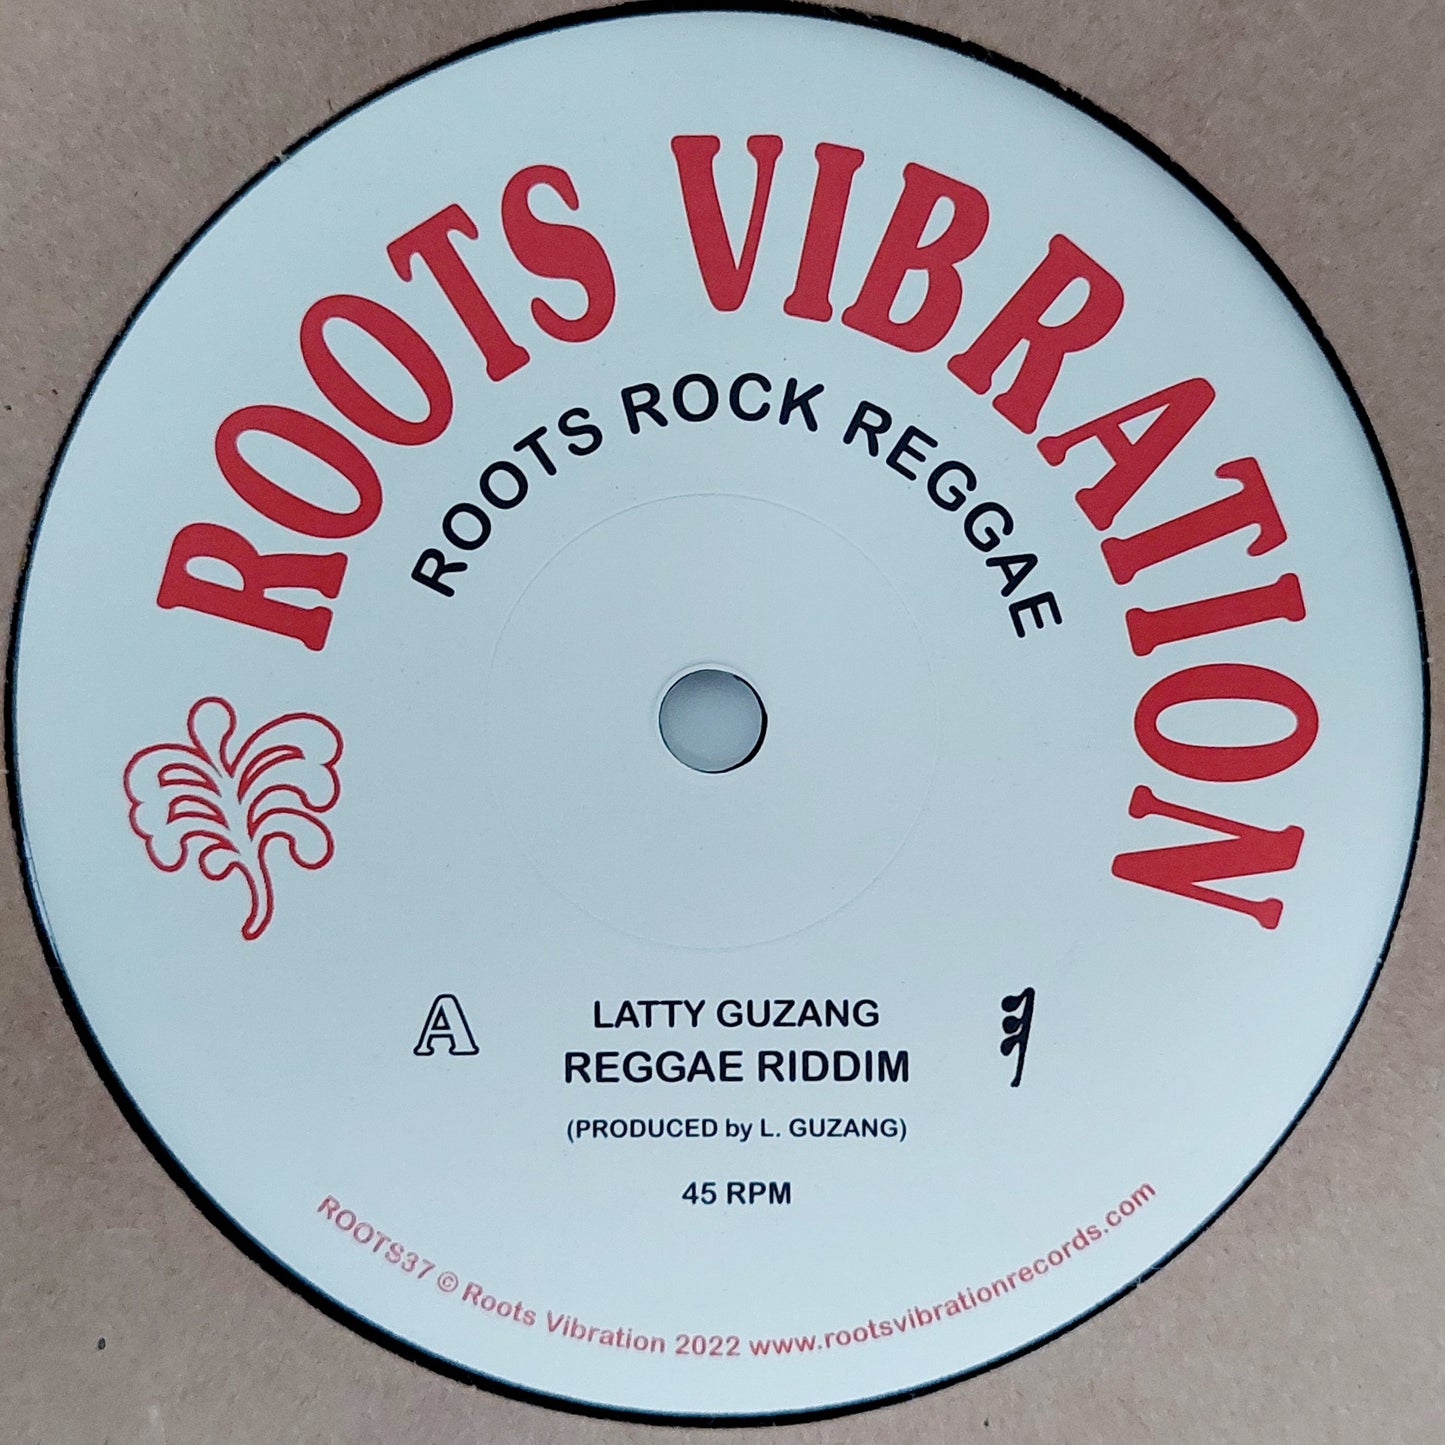 ROOTS VIBRATION
ROOTS ROCK REGGAE
A
LATTY GUZANG
REGGAE RIDDIM
(PRODUCED by L. GUZANG)
45 RPM
ROOTS37 © Roots Vibration 2022 www.rootsvibrationrecords.com